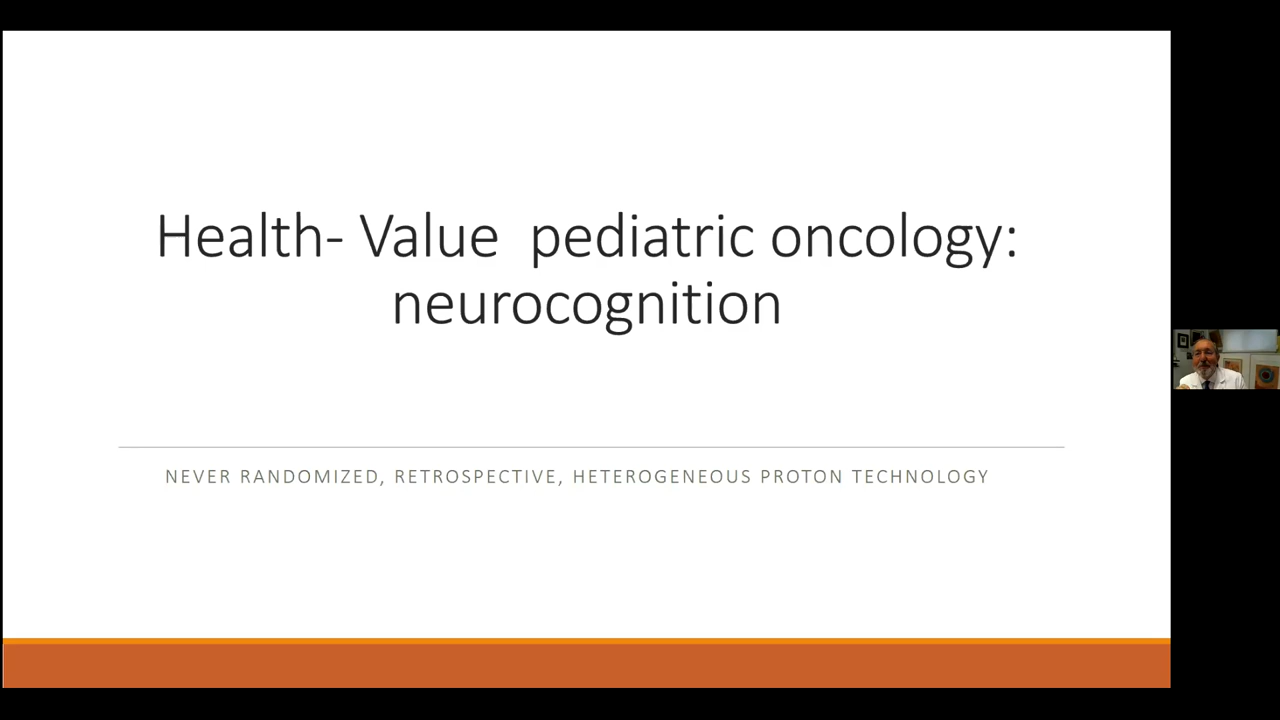 Health- Value  pediatric oncology:
neurocognition
NEVER RANDOMIZED, RETROSPECTIVE, HETEROGENEOUS PROTON TECHNOLOGY